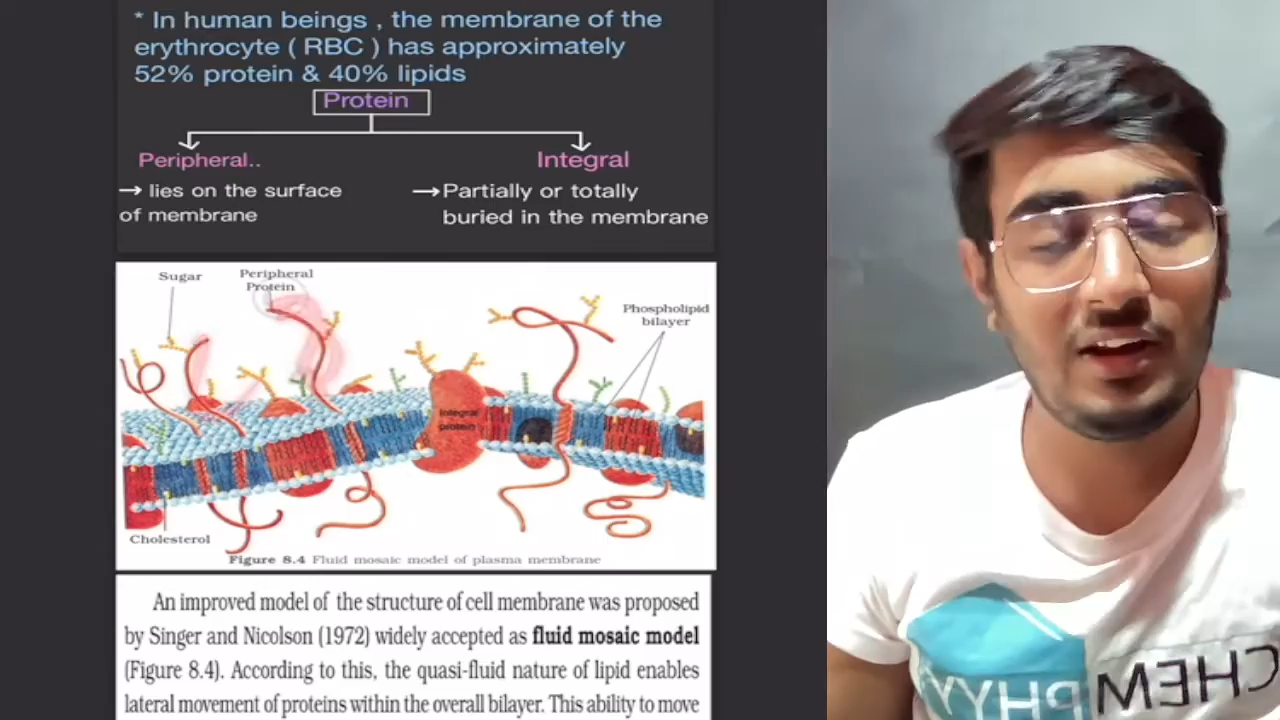 * In human beings , the membrane of the
erythrocyte ( RBC ) has approximately
52% protein & 40% lipids
Protein
Peripheral..
Integral
→ lies on the surface
of membrane
→ Partially or totally
buried in the membrane
Sugar
Peripheral
Protein
Phospholipid
bilayer
Integral
protein
Cholesterol
Figure 8.4 Fluid mosaic model of plasma membrane
An improved model of the structure of cell membrane was proposed
by Singer and Nicolson (1972) widely accepted as fluid mosaic model
(Figure 8.4). According to this, the quasi-fluid nature of lipid enables
lateral movement of proteins within the overall bilayer. This ability to move
CHEM
PHY